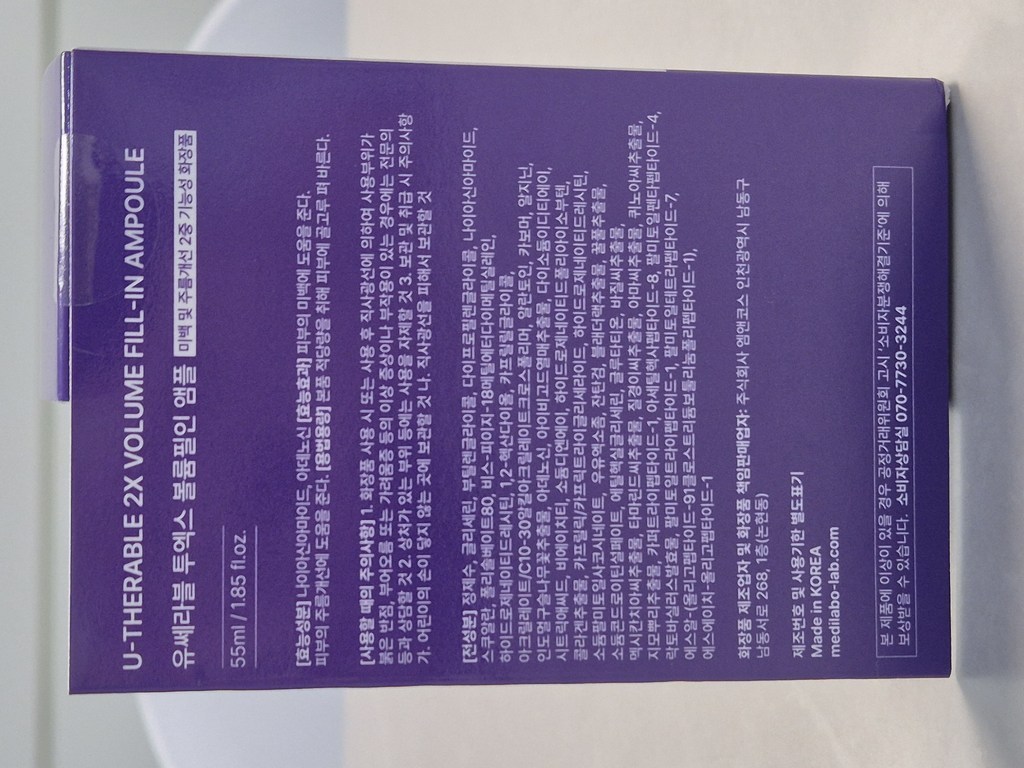 U-THERABLE 2X VOLUME FILL-IN AMPOULE
유쎄라블 투엑스 볼륨필인 앰플 미백 및 주름개선 2중 기능성 화장품
55ml / 1.85 fl.oz.
[효능성분] 나이아신아마이드, 아데노신 [효능효과] 피부의 미백에 도움을 준다.
피부의 주름개선에 도움을 준다. [용법용량] 본품 적당량을 취해 피부에 골고루 펴 바른다.
[사용할 때의 주의사항] 1. 화장품 사용 시 또는 사용 후 직사광선에 의하여 사용부위가
붉은 반점, 부어오름 또는 가려움증 등의 이상 증상이나 부작용이 있는 경우에는 전문의
등과 상담할 것 2. 상처가 있는 부위 등에는 사용을 자제할 것 3. 보관 및 취급 시 주의사항
가. 어린이의 손이 닿지 않는 곳에 보관할 것 나. 직사광선을 피해서 보관할 것
[전성분] 정제수, 글리세린, 부틸렌글라이콜, 다이프로필렌글라이콜, 나이아신아마이드,
스쿠알란, 폴리솔베이트80, 비스-피이지-18메틸에터다이메틸실레인,
하이드로제네이티드레시틴, 1,2-헥산다이올, 카프릴릴글라이콜,
아크릴레이트/C10-30알킬아크릴레이트크로스폴리머, 알란토인, 카보머, 알지닌,
인도멀구슬나무꽃추출물, 아데노신, 아이비고드열매추출물, 다이소듐이디티에이,
시트릭애씨드, 비에이치티, 소듐디엔에이, 하이드로제네이티드폴리아이소부텐,
콜라겐추출물, 카프릴릭/카프릭트라이글리세라이드, 하이드록시레이티드레시틴,
소듐팔미토일사코시네이트, 우유엑소좀, 잔탄검, 블레더랙추출물, 꿀풀추출물,
소듐콘드로이틴설페이트, 에틸헥실글리세린, 글루타티온, 바질씨추출물,
멕시칸치아씨추출물, 타마린드씨추출물, 질경이씨추출물, 아마씨추출물, 퀴노아씨추출물,
지모뿌리추출물, 카퍼트라이펩타이드-1, 아세틸헥사펩타이드-8, 팔미토일펜타펩타이드-4,
락토바실러스발효물, 팔미토일트라이펩타이드-1, 팔미토일테트라펩타이드-7,
에스알(올리고펩타이드-91클로스트리듐보툴리눔폴리펩타이드-1),
에스에이치-올리고펩타이드-1
화장품 제조업자 및 화장품 책임판매업자: 주식회사 엠앤코스 인천광역시 남동구
남동서로 268, 1층(논현동)
제조번호 및 사용기한 별도표기
Made in KOREA
medilabo-lab.com
본 제품에 이상이 있을 경우 공정거래위원회 고시 '소비자분쟁해결기준'에 의해
보상받을 수 있습니다. 소비자상담실 070-7730-3244